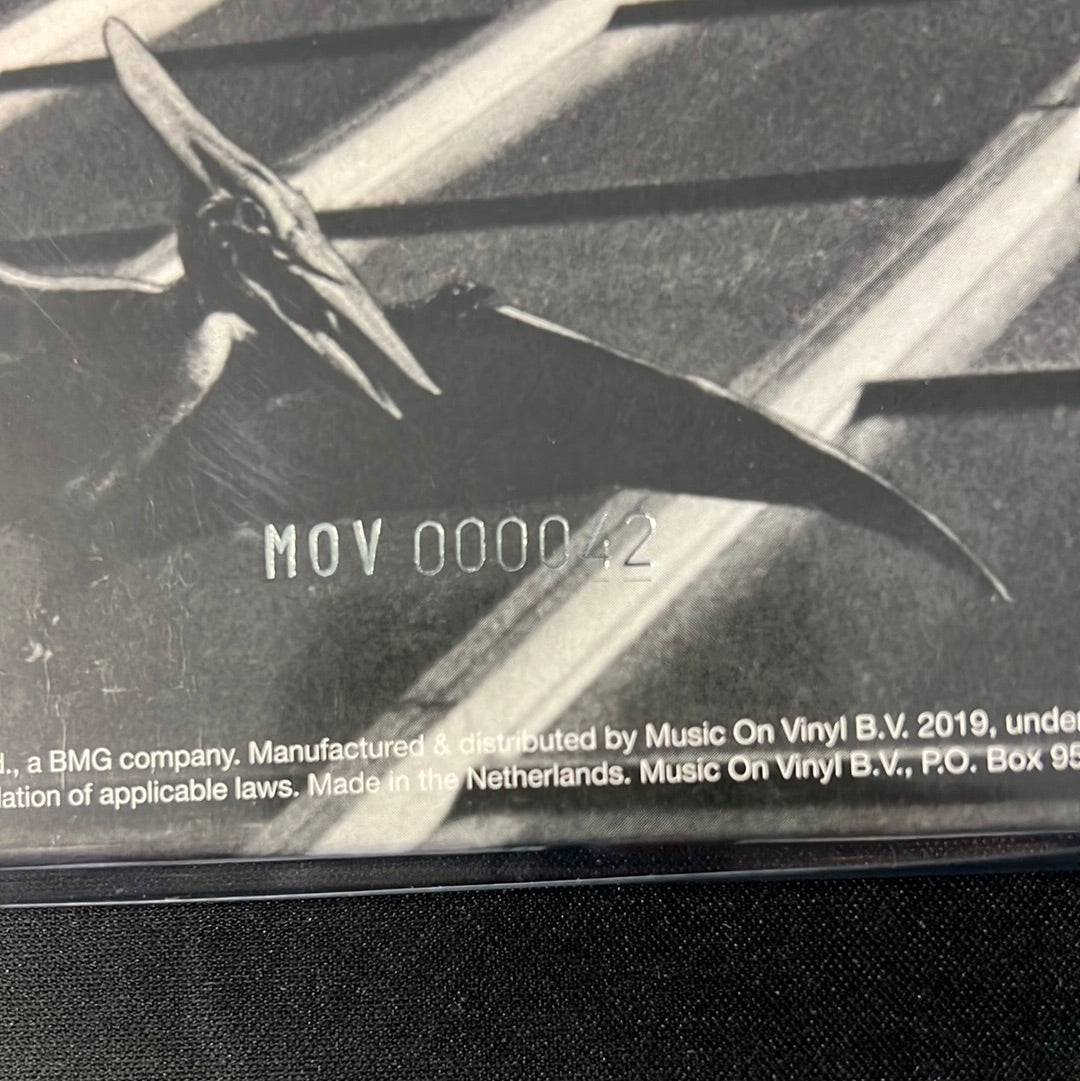 MOV 000042
l., a BMG company. Manufactured & distributed by Music On Vinyl B.V. 2019, under
lation of applicable laws. Made in the Netherlands. Music On Vinyl B.V., P.O. Box 95